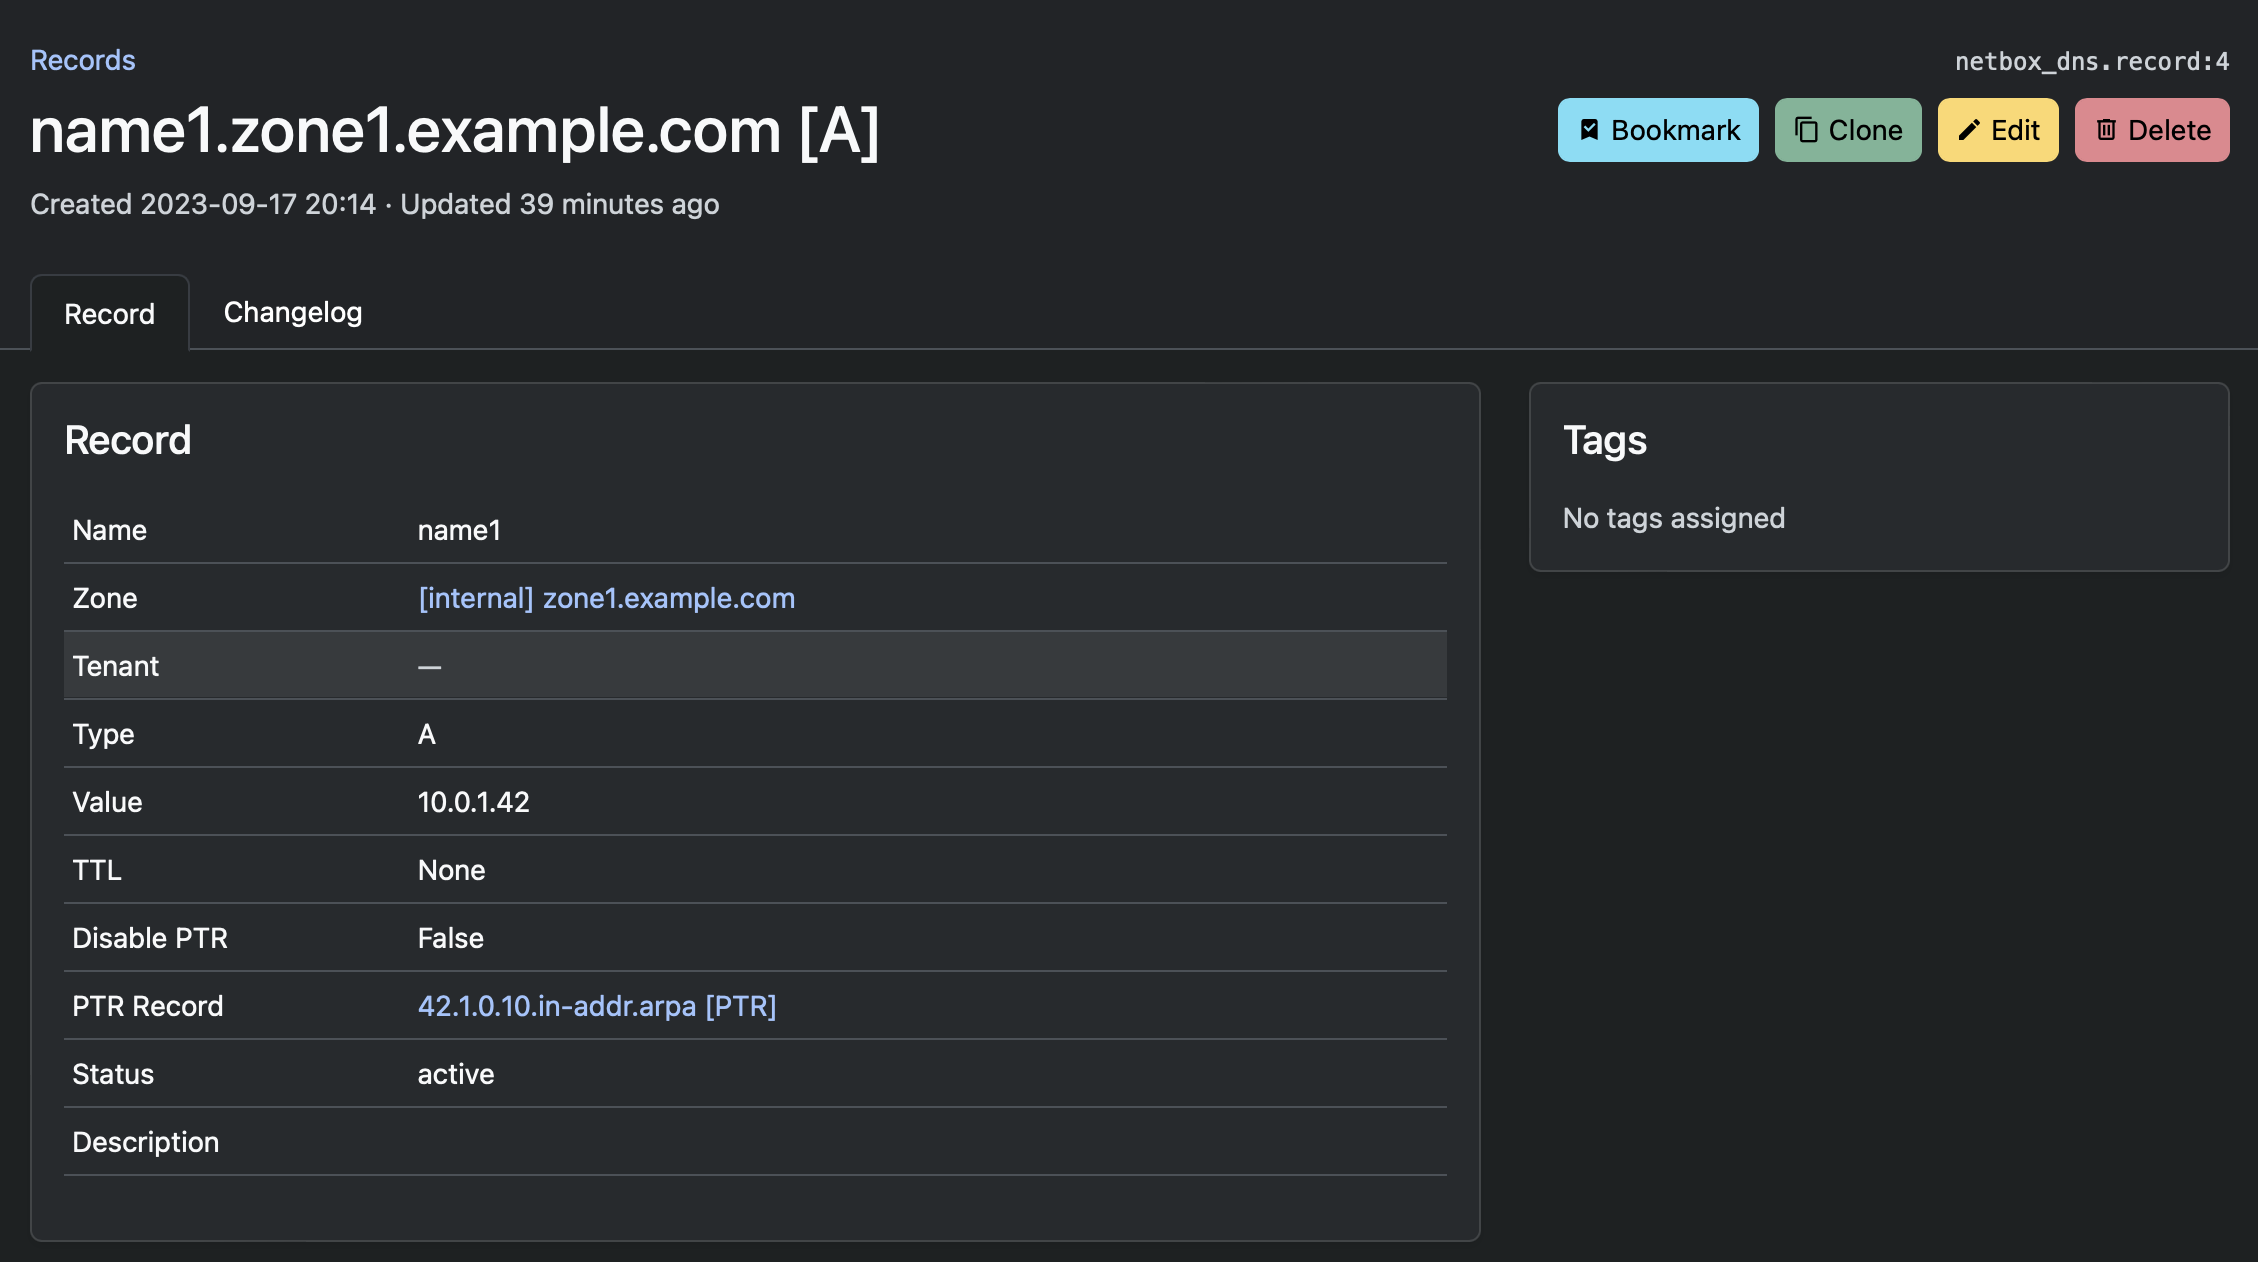 Records
netbox_dns.record:4
name1.zone1.example.com [A]
Bookmark Clone Edit Delete
Created 2023-09-17 20:14 · Updated 39 minutes ago
Record Changelog
Record
Name name1
Zone [internal] zone1.example.com
Tenant —
Type A
Value 10.0.1.42
TTL None
Disable PTR False
PTR Record 42.1.0.10.in-addr.arpa [PTR]
Status active
Description
Tags
No tags assigned